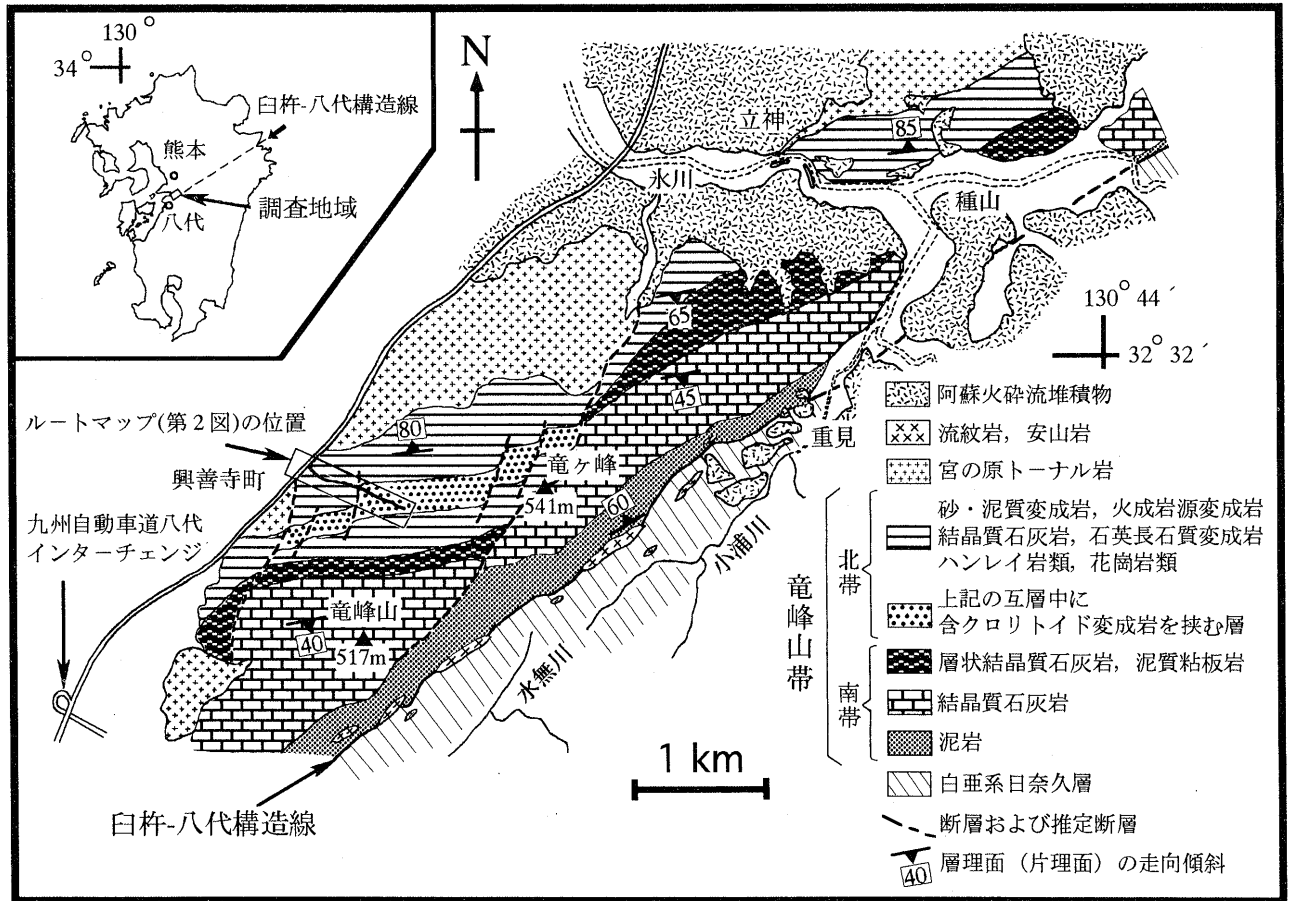 130°
34°
臼杵-八代構造線
熊本
八代
調査地域
N
立神
85
氷川
種山
65
130° 44´
32° 32´
45
ルートマップ(第2図)の位置
80
興善寺町
竜ヶ峰
541m
重見
60
九州自動車道八代
インターチェンジ
小浦川
竜峰山
40
517m
水無川
1 km
臼杵-八代構造線
阿蘇火砕流堆積物
流紋岩，安山岩
宮の原トーナル岩
竜峰山帯
北帯
砂・泥質変成岩，火成岩源変成岩
結晶質石灰岩，石英長石質変成岩
ハンレイ岩類，花崗岩類
上記の互層中に
含クロリトイド変成岩を挟む層
南帯
層状結晶質石灰岩，泥質粘板岩
結晶質石灰岩
泥岩
白亜系日奈久層
断層および推定断層
層理面（片理面）の走向傾斜
40